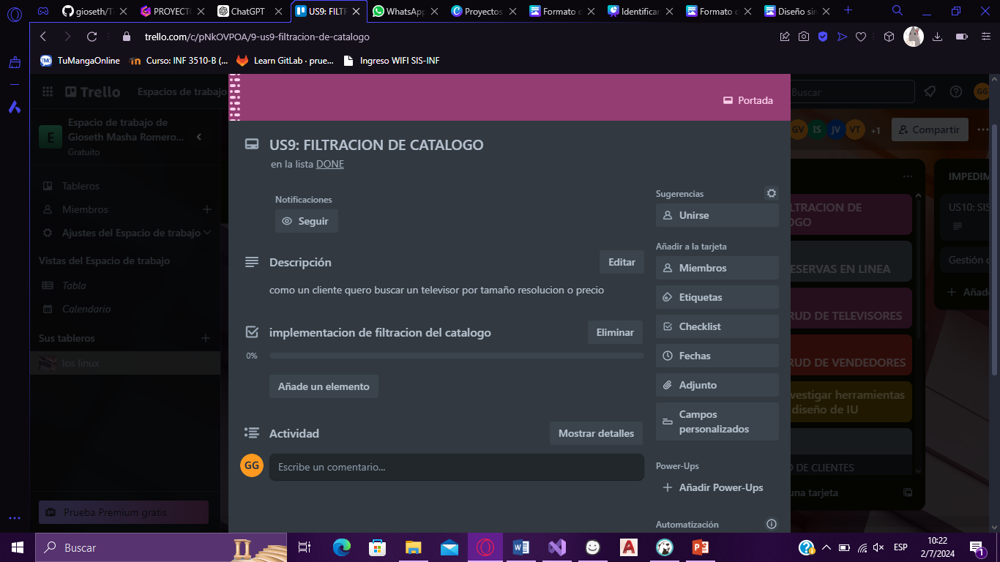 gioseth/Ti
PROYECTO
ChatGPT
US9: FILTR
WhatsApp
Proyectos
Formato d
Identificar
Formato d
Diseño sin
trello.com/c/pNkOVPOA/9-us9-filtracion-de-catalogo
TuMangaOnline
Curso: INF 3510-B (...
Learn GitLab · prue...
Ingreso WIFI SIS-INF
Trello
Espacios de trabajo
Portada
Buscar
GG
E
Espacio de trabajo de
Gioseth Masha Romero...
Gratuito
Tableros
Miembros
Ajustes del Espacio de trabajo
Vistas del Espacio de trabajo
Tabla
Calendario
Sus tableros
los linux
Prueba Premium gratis
US9: FILTRACION DE CATALOGO
en la lista DONE
Notificaciones
Seguir
Descripción
Editar
como un cliente quero buscar un televisor por tamaño resolucion o precio
implementacion de filtracion del catalogo
Eliminar
0%
Añade un elemento
Actividad
Mostrar detalles
GG
Escribe un comentario...
Sugerencias
Unirse
Añadir a la tarjeta
Miembros
Etiquetas
Checklist
Fechas
Adjunto
Campos
personalizados
Power-Ups
Añadir Power-Ups
Automatización
GV
IS
JV
VT
+1
Compartir
LTRACION DE
OGO
ESERVAS EN LINEA
RUD DE TELEVISORES
RUD DE VENDEDORES
vestigar herramientas
diseño de IU
D DE CLIENTES
una tarjeta
IMPEDIM
US10: SIS
Gestión d
Añade
Buscar
ESP
10:22
2/7/2024
1